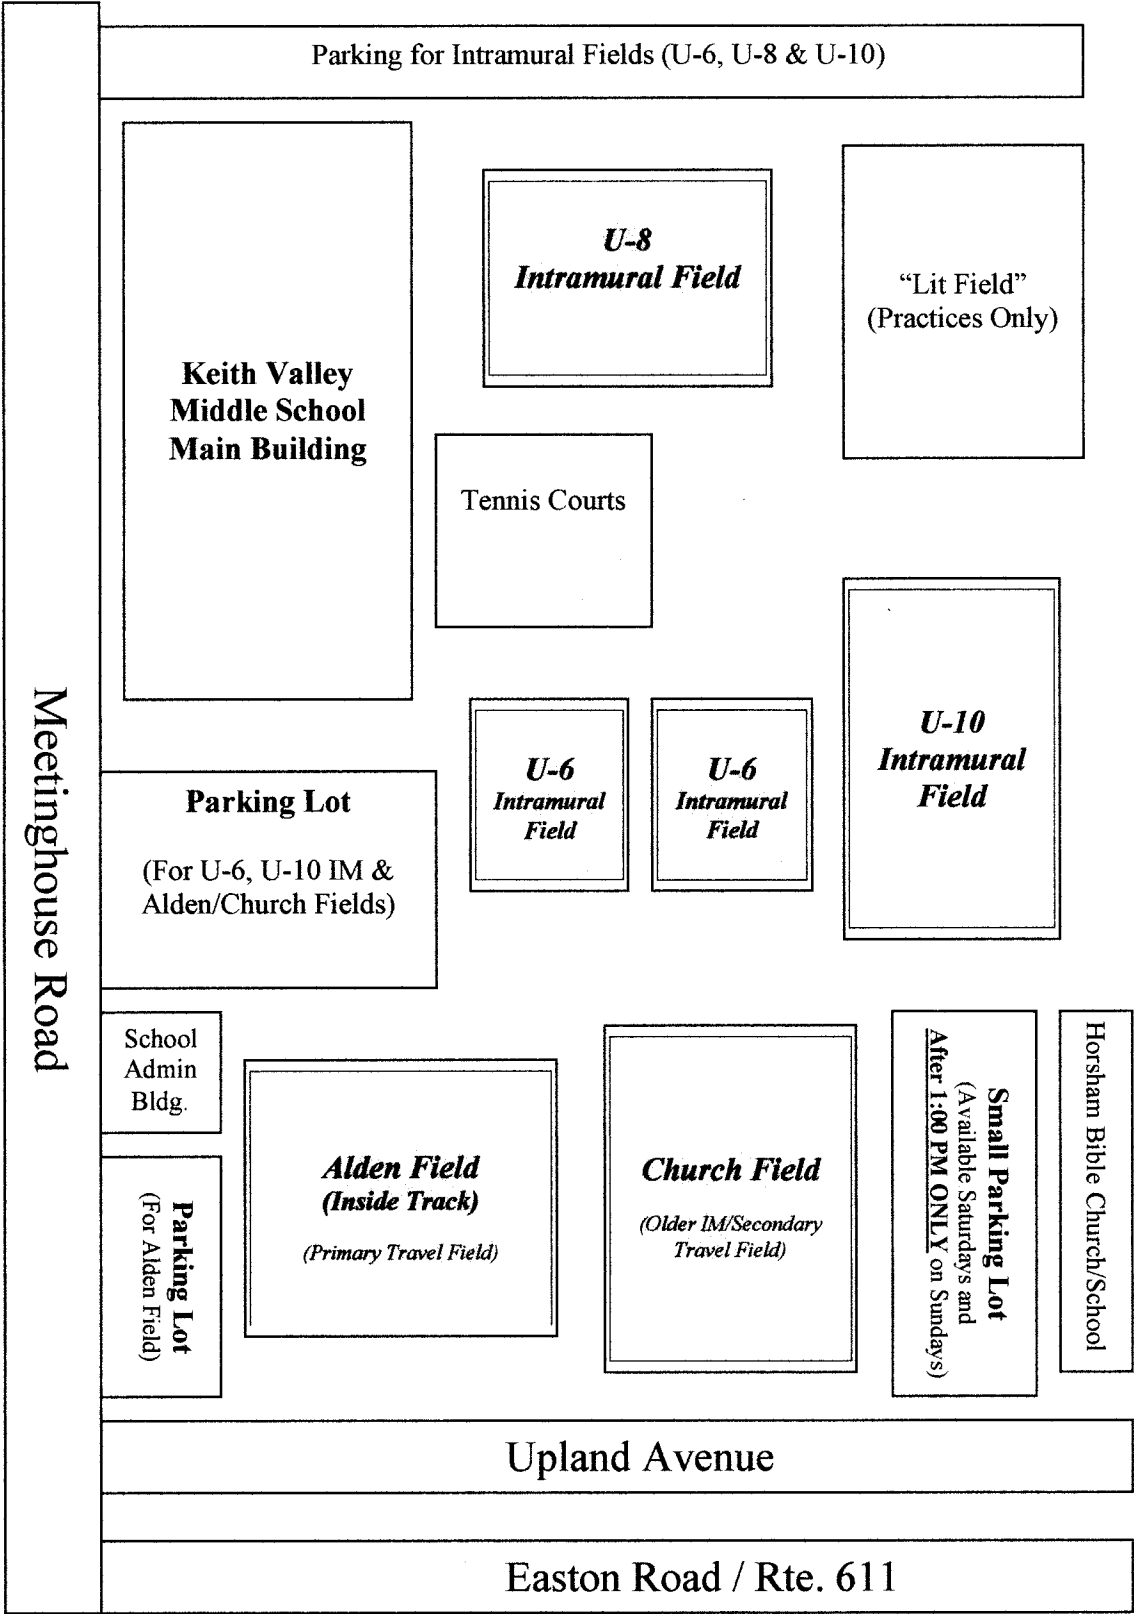 Parking for Intramural Fields (U-6, U-8 & U-10)
U-8
Intramural Field
“Lit Field”
(Practices Only)
Keith Valley
Middle School
Main Building
Tennis Courts
U-10
Intramural
Field
U-6
Intramural
Field
U-6
Intramural
Field
Meetinghouse Road
Parking Lot
(For U-6, U-10 IM &
Alden/Church Fields)
School
Admin
Bldg.
Parking Lot
(For Alden Field)
Alden Field
(Inside Track)
(Primary Travel Field)
Church Field
(Older IM/Secondary
Travel Field)
Small Parking Lot
(Available Saturdays and
After 1:00 PM ONLY on Sundays)
Horsham Bible Church/School
Upland Avenue
Easton Road / Rte. 611